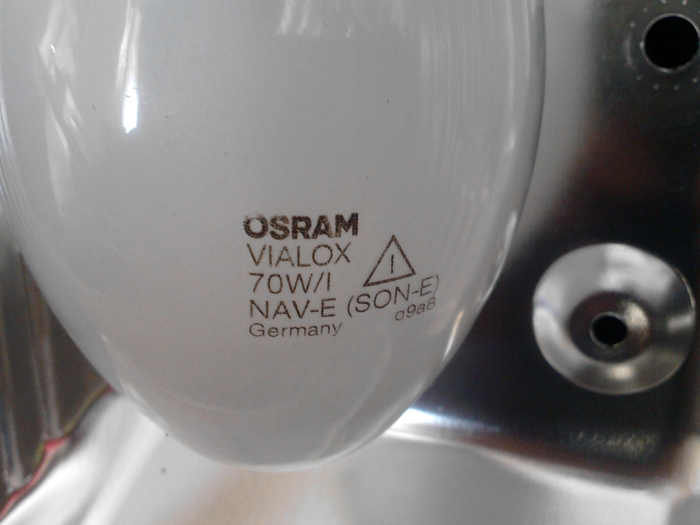 OSRAM
VIALOX
70W/I
NAV-E (SON-E)
Germany